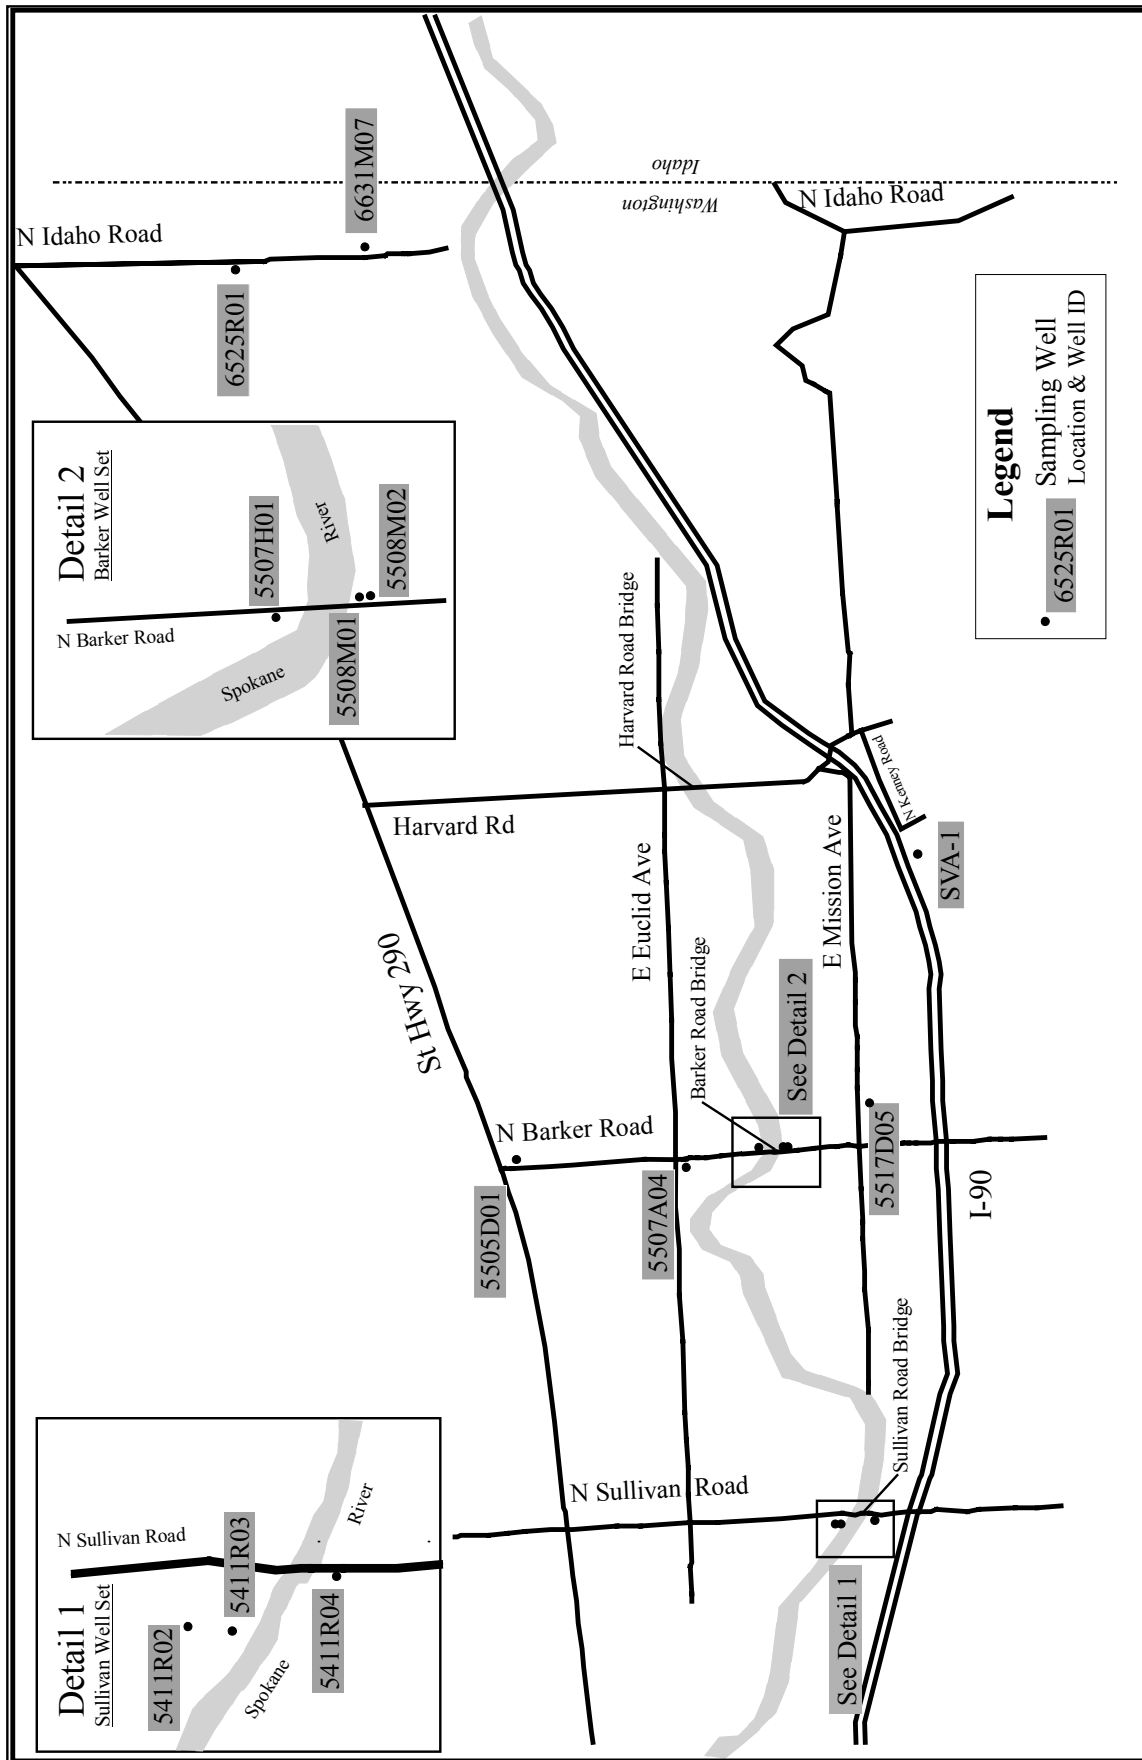 N Idaho Road
6631M07
6525R01
Idaho
Washington
N Idaho Road
Detail 2
Barker Well Set
N Barker Road
5507H01
River
5508M02
5508M01
Spokane
Legend
Sampling Well
Location & Well ID
6525R01
Harvard Road Bridge
N Kenney Road
Harvard Rd
SVA-1
E Euclid Ave
E Mission Ave
St Hwy 290
Barker Road Bridge
See Detail 2
N Barker Road
5505D01
5507A04
5517D05
I-90
Sullivan Road Bridge
N Sullivan Road
See Detail 1
Detail 1
Sullivan Well Set
N Sullivan Road
5411R03
River
5411R02
5411R04
Spokane